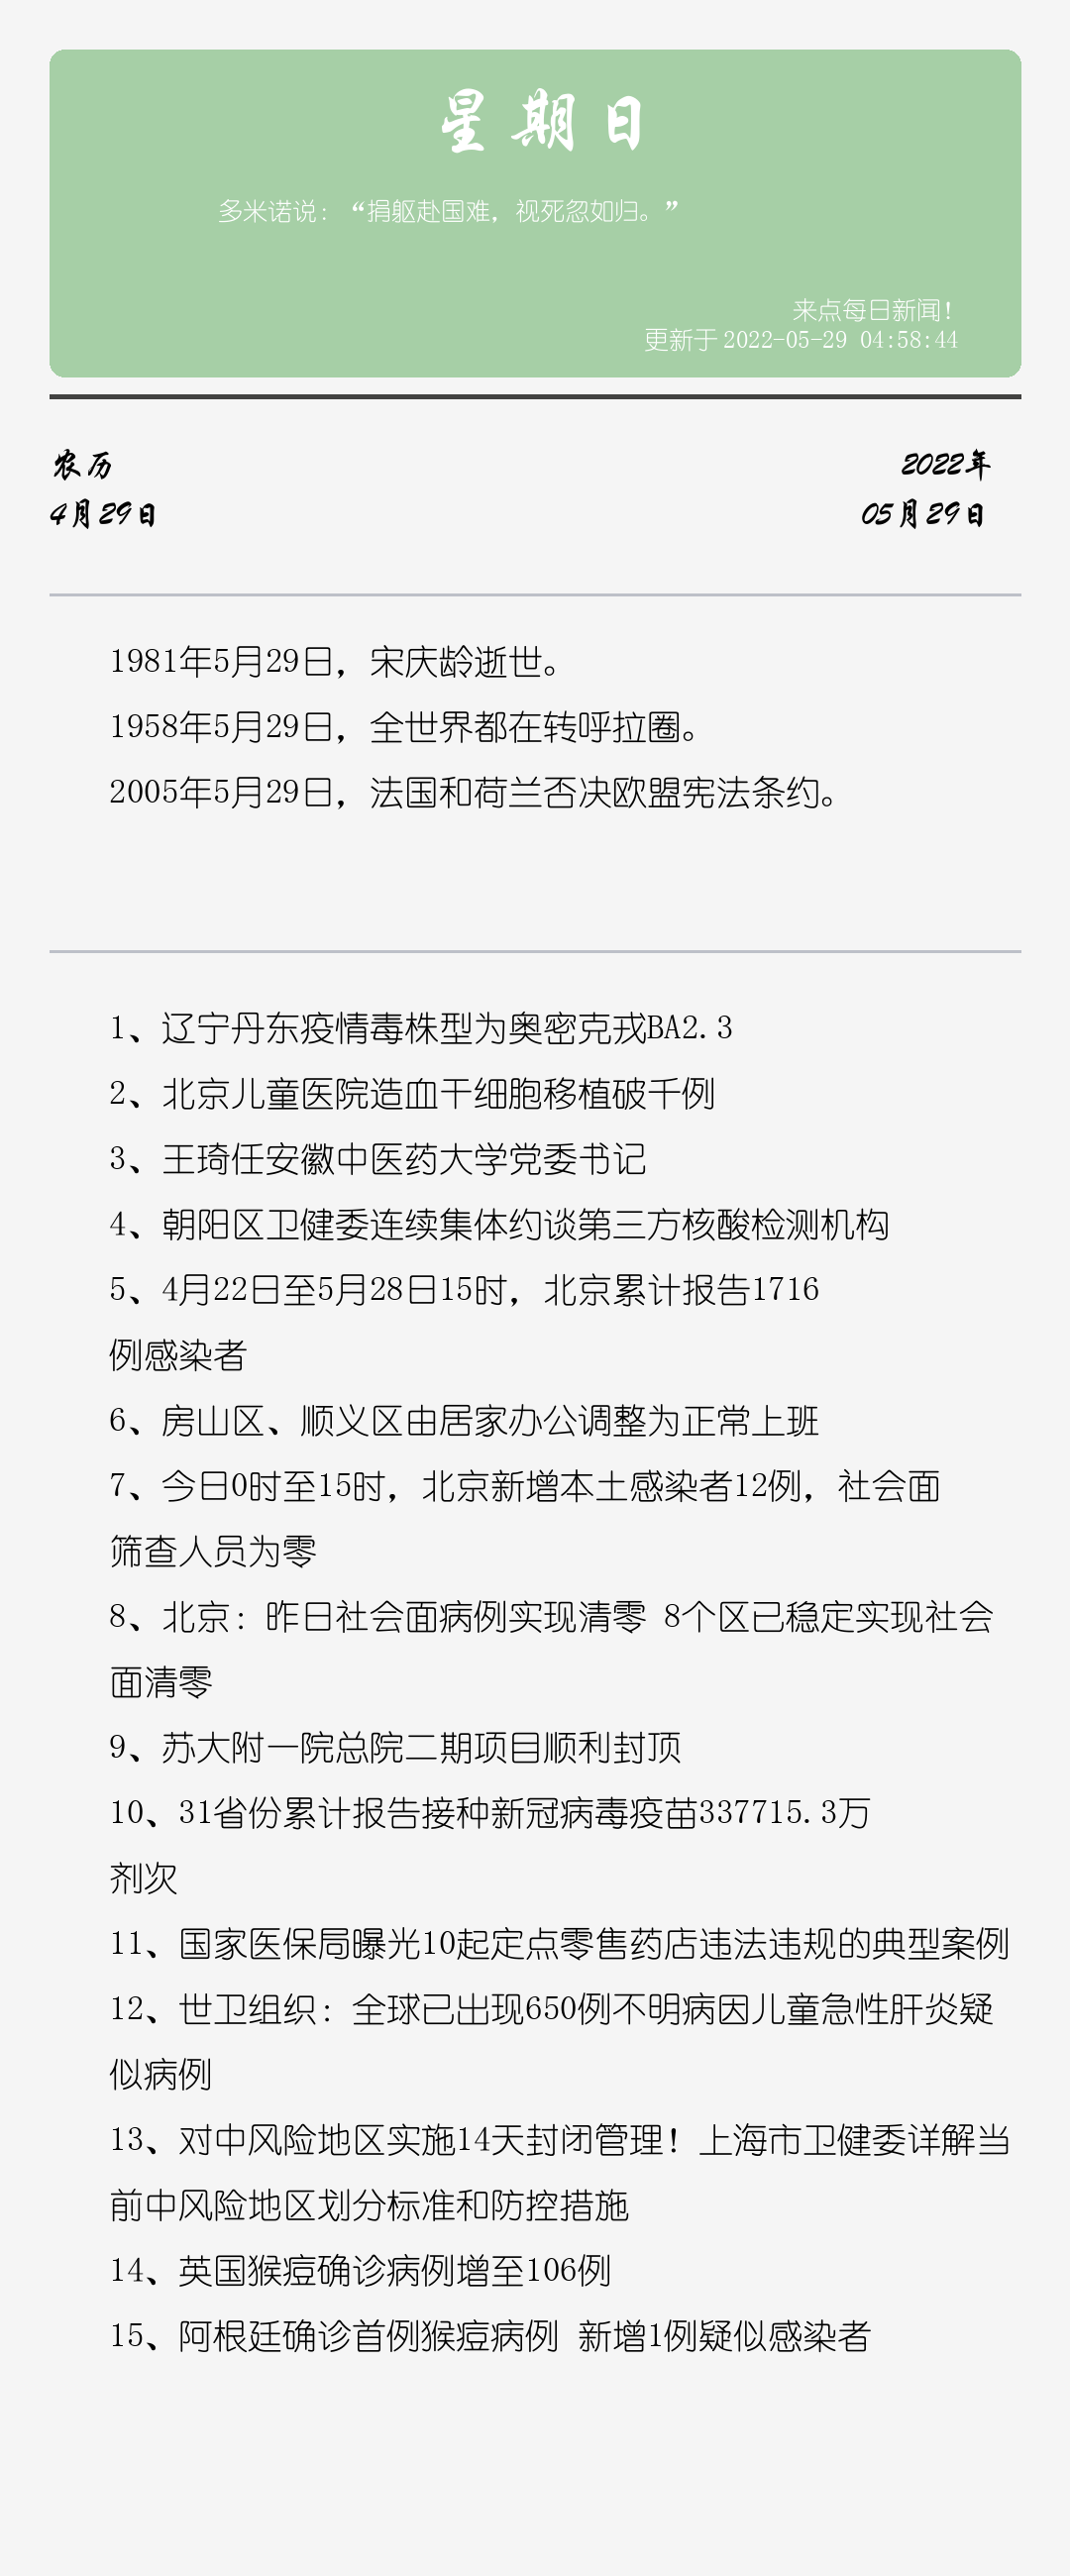 星期日
多米诺说：“捐躯赴国难，视死忽如归。”
来点每日新闻！
更新于2022-05-29 04:58:44
农历
4月29日
2022年
05月29日
1981年5月29日，宋庆龄逝世。
1958年5月29日，全世界都在转呼拉圈。
2005年5月29日，法国和荷兰否决欧盟宪法条约。
1、辽宁丹东疫情毒株型为奥密克戎BA2.3
2、北京儿童医院造血干细胞移植破千例
3、王琦任安徽中医药大学党委书记
4、朝阳区卫健委连续集体约谈第三方核酸检测机构
5、4月22日至5月28日15时，北京累计报告1716
例感染者
6、房山区、顺义区由居家办公调整为正常上班
7、今日0时至15时，北京新增本土感染者12例，社会面
筛查人员为零
8、北京：昨日社会面病例实现清零 8个区已稳定实现社会
面清零
9、苏大附一院总院二期项目顺利封顶
10、31省份累计报告接种新冠病毒疫苗337715.3万
剂次
11、国家医保局曝光10起定点零售药店违法违规的典型案例
12、世卫组织：全球已出现650例不明病因儿童急性肝炎疑
似病例
13、对中风险地区实施14天封闭管理！上海市卫健委详解当
前中风险地区划分标准和防控措施
14、英国猴痘确诊病例增至106例
15、阿根廷确诊首例猴痘病例 新增1例疑似感染者